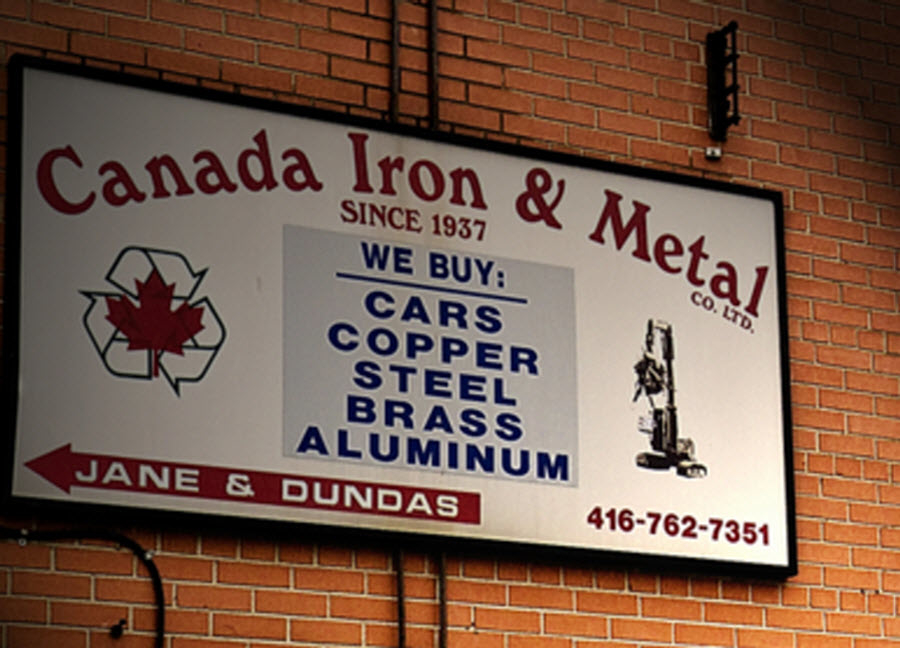 Canada Iron & Metal
CO. LTD.
SINCE 1937
WE BUY:
CARS
COPPER
STEEL
BRASS
ALUMINUM
JANE & DUNDAS
416-762-7351